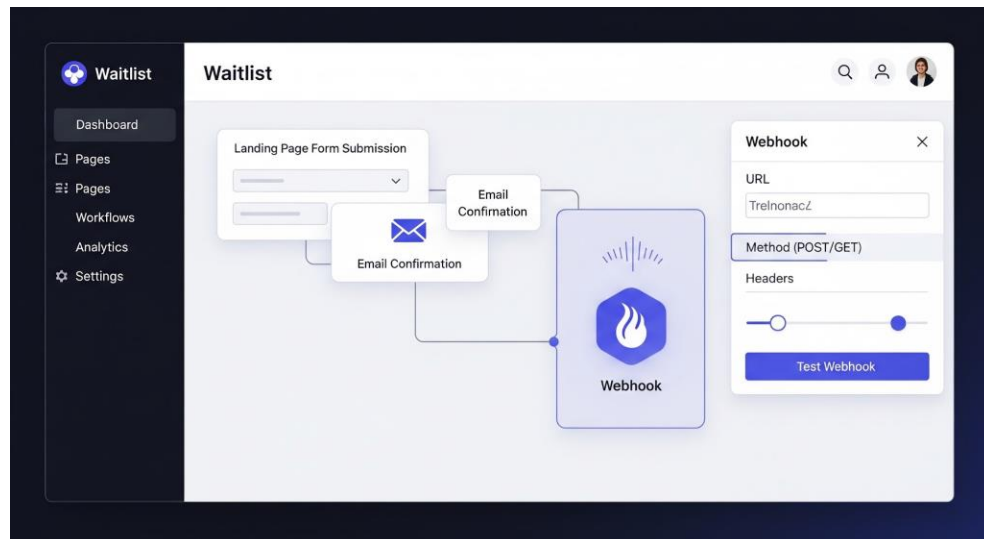 Waitlist
Waitlist
Dashboard
Pages
Pages
Workflows
Analytics
Settings
Landing Page Form Submission
Email Confirmation
Email
Confirmation
Webhook
Webhook
URL
Method (POST/GET)
Headers
Test Webhook